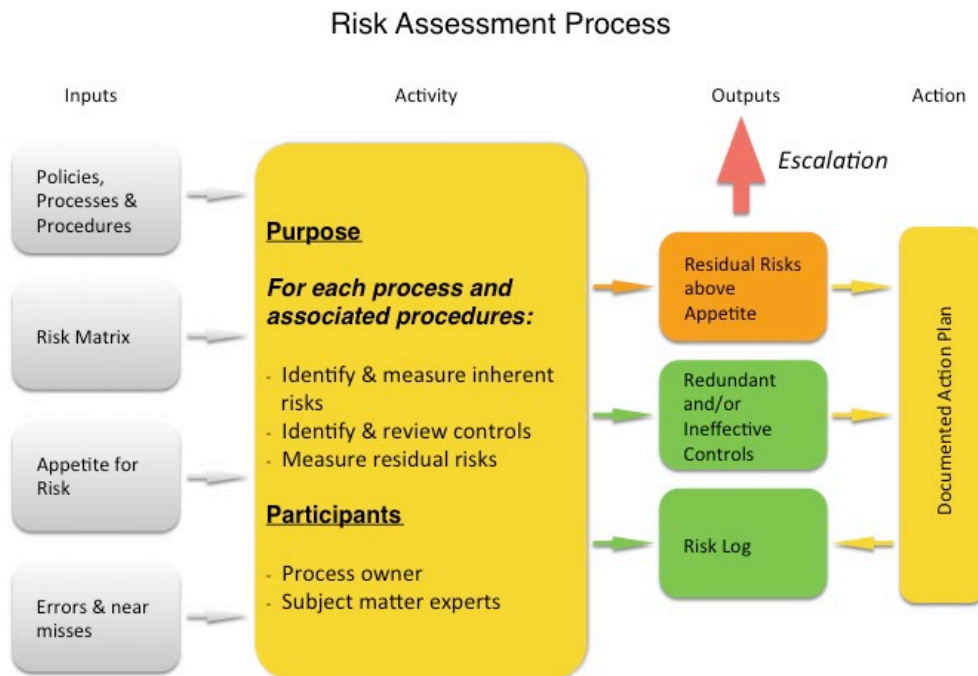 Risk Assessment Process
Inputs
Activity
Outputs
Action
Policies,
Processes &
Procedures
Risk Matrix
Appetite for
Risk
Errors & near
misses
Purpose
For each process and
associated procedures:
- Identify & measure inherent
risks
- Identify & review controls
- Measure residual risks
Participants
- Process owner
- Subject matter experts
Escalation
Residual Risks
above
Appetite
Redundant
and/or
Ineffective
Controls
Risk Log
Documented Action Plan